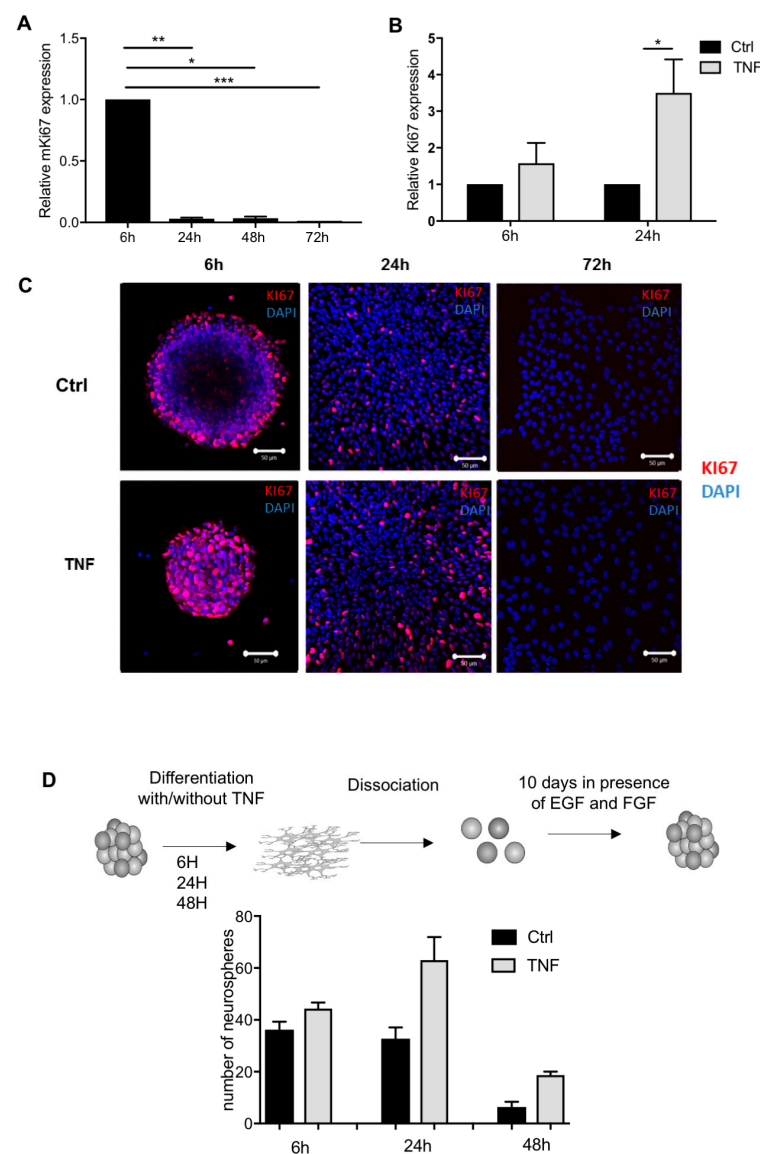 A
Relative mKi67 expression
1.5
1.0
0.5
0.0
**
*
***
6h
24h
48h
72h
B
Relative Ki67 expression
5
4
3
2
1
0
*
Ctrl
TNF
6h
24h
C
6h
24h
72h
Ctrl
KI67
DAPI
50 µm
KI67
DAPI
50 µm
KI67
DAPI
50 µm
TNF
KI67
DAPI
50 µm
KI67
DAPI
50 µm
KI67
DAPI
50 µm
KI67
DAPI
D
Differentiation
with/without TNF
6H
24H
48H
Dissociation
10 days in presence
of EGF and FGF
number of neurospheres
80
60
40
20
0
Ctrl
TNF
6h
24h
48h